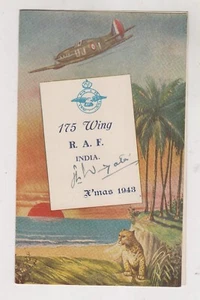 175 Wing
R. A. F.
INDIA.
X'mas 1943